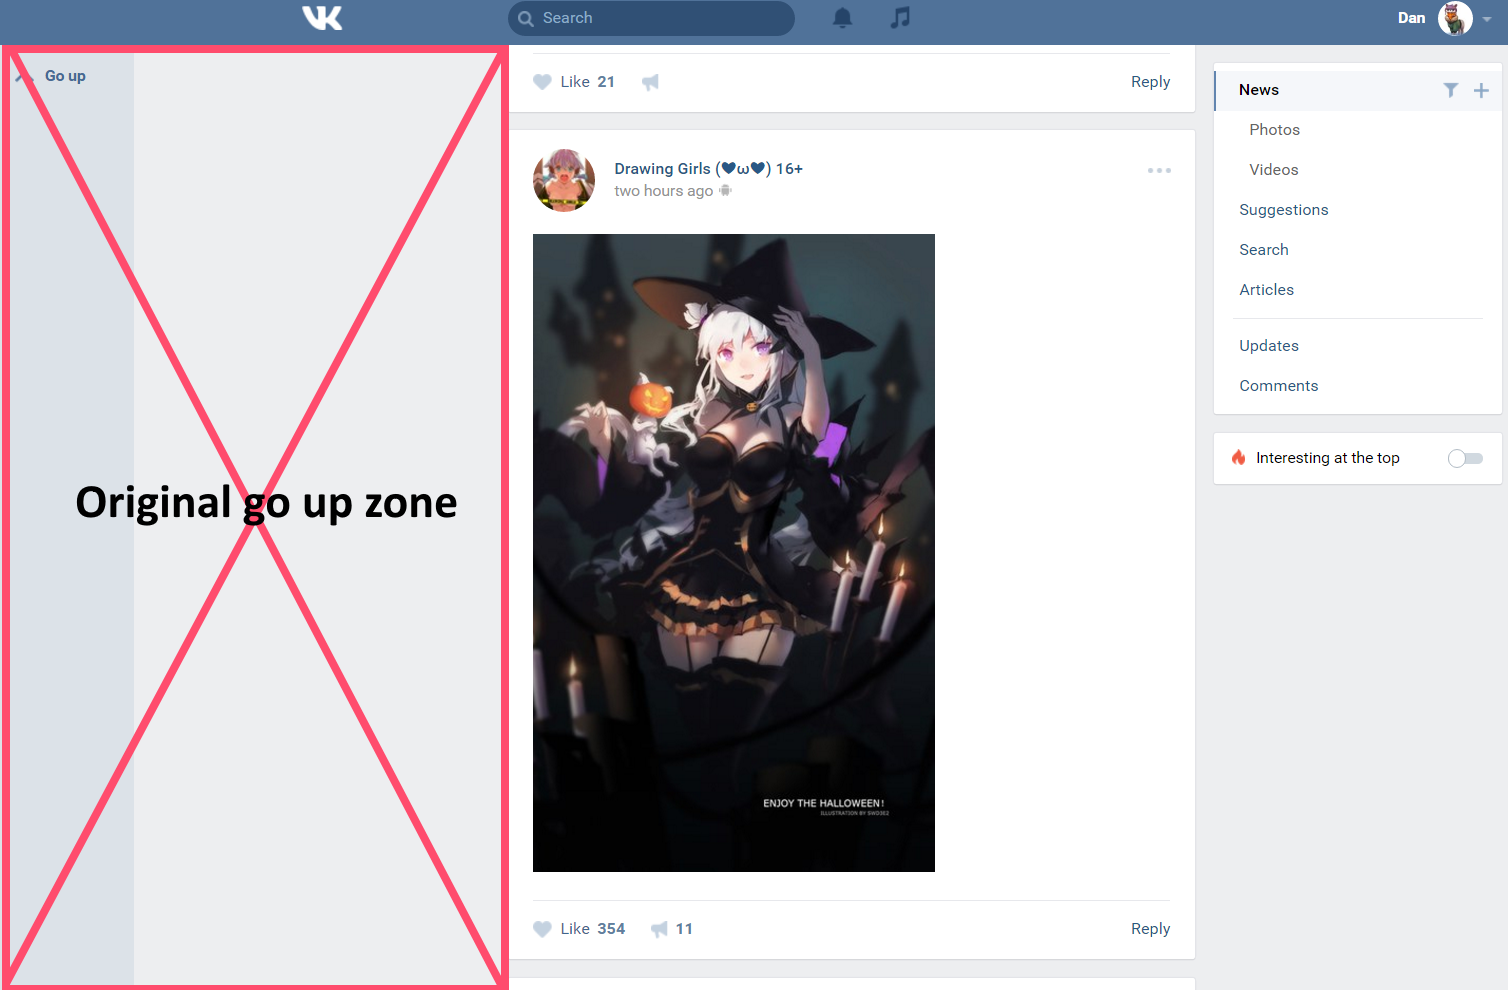 VK
Search
Dan
Go up
Like 21
Reply
Drawing Girls (♥ω♥) 16+
two hours ago
ENJOY THE HALLOWEEN!
ILLUSTRATION BY SWD3E2
Like 354
11
Reply
Original go up zone
News
Photos
Videos
Suggestions
Search
Articles
Updates
Comments
Interesting at the top